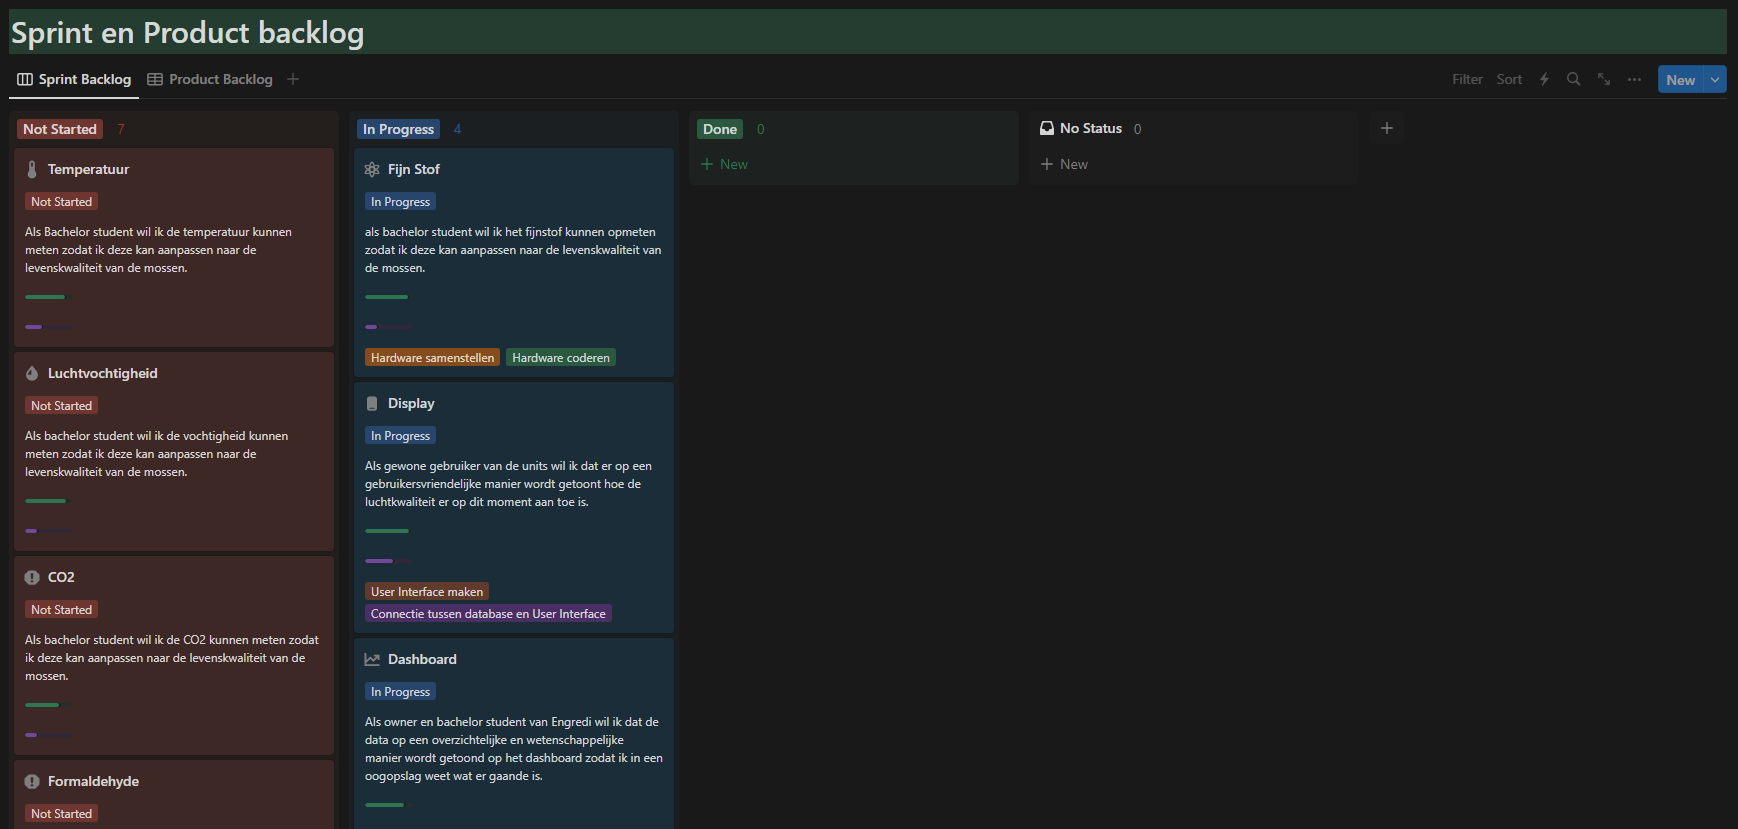 Sprint en Product backlog
Sprint Backlog
Product Backlog
Filter
Sort
New
Not Started 7
Temperatuur
Not Started
Als Bachelor student wil ik de temperatuur kunnen
meten zodat ik deze kan aanpassen naar de
levenskwaliteit van de mossen.
Luchtvochtigheid
Not Started
Als bachelor student wil ik de vochtigheid kunnen
meten zodat ik deze kan aanpassen naar de
levenskwaliteit van de mossen.
CO2
Not Started
Als bachelor student wil ik de CO2 kunnen meten zodat
ik deze kan aanpassen naar de levenskwaliteit van de
mossen.
Formaldehyde
Not Started
In Progress 4
Fijn Stof
In Progress
als bachelor student wil ik het fijnstof kunnen opmeten
zodat ik deze kan aanpassen naar de levenskwaliteit van
de mossen.
Hardware samenstellen Hardware coderen
Display
In Progress
Als gewone gebruiker van de units wil ik dat er op een
gebruikersvriendelijke manier wordt getoont hoe de
luchtkwaliteit er op dit moment aan toe is.
User Interface maken
Connectie tussen database en User Interface
Dashboard
In Progress
Als owner en bachelor student van Engredi wil ik dat de
data op een overzichtelijke en wetenschappelijke
manier wordt getoond op het dashboard zodat ik in een
oogopslag weet wat er gaande is.
Done 0
+ New
No Status 0
+ New